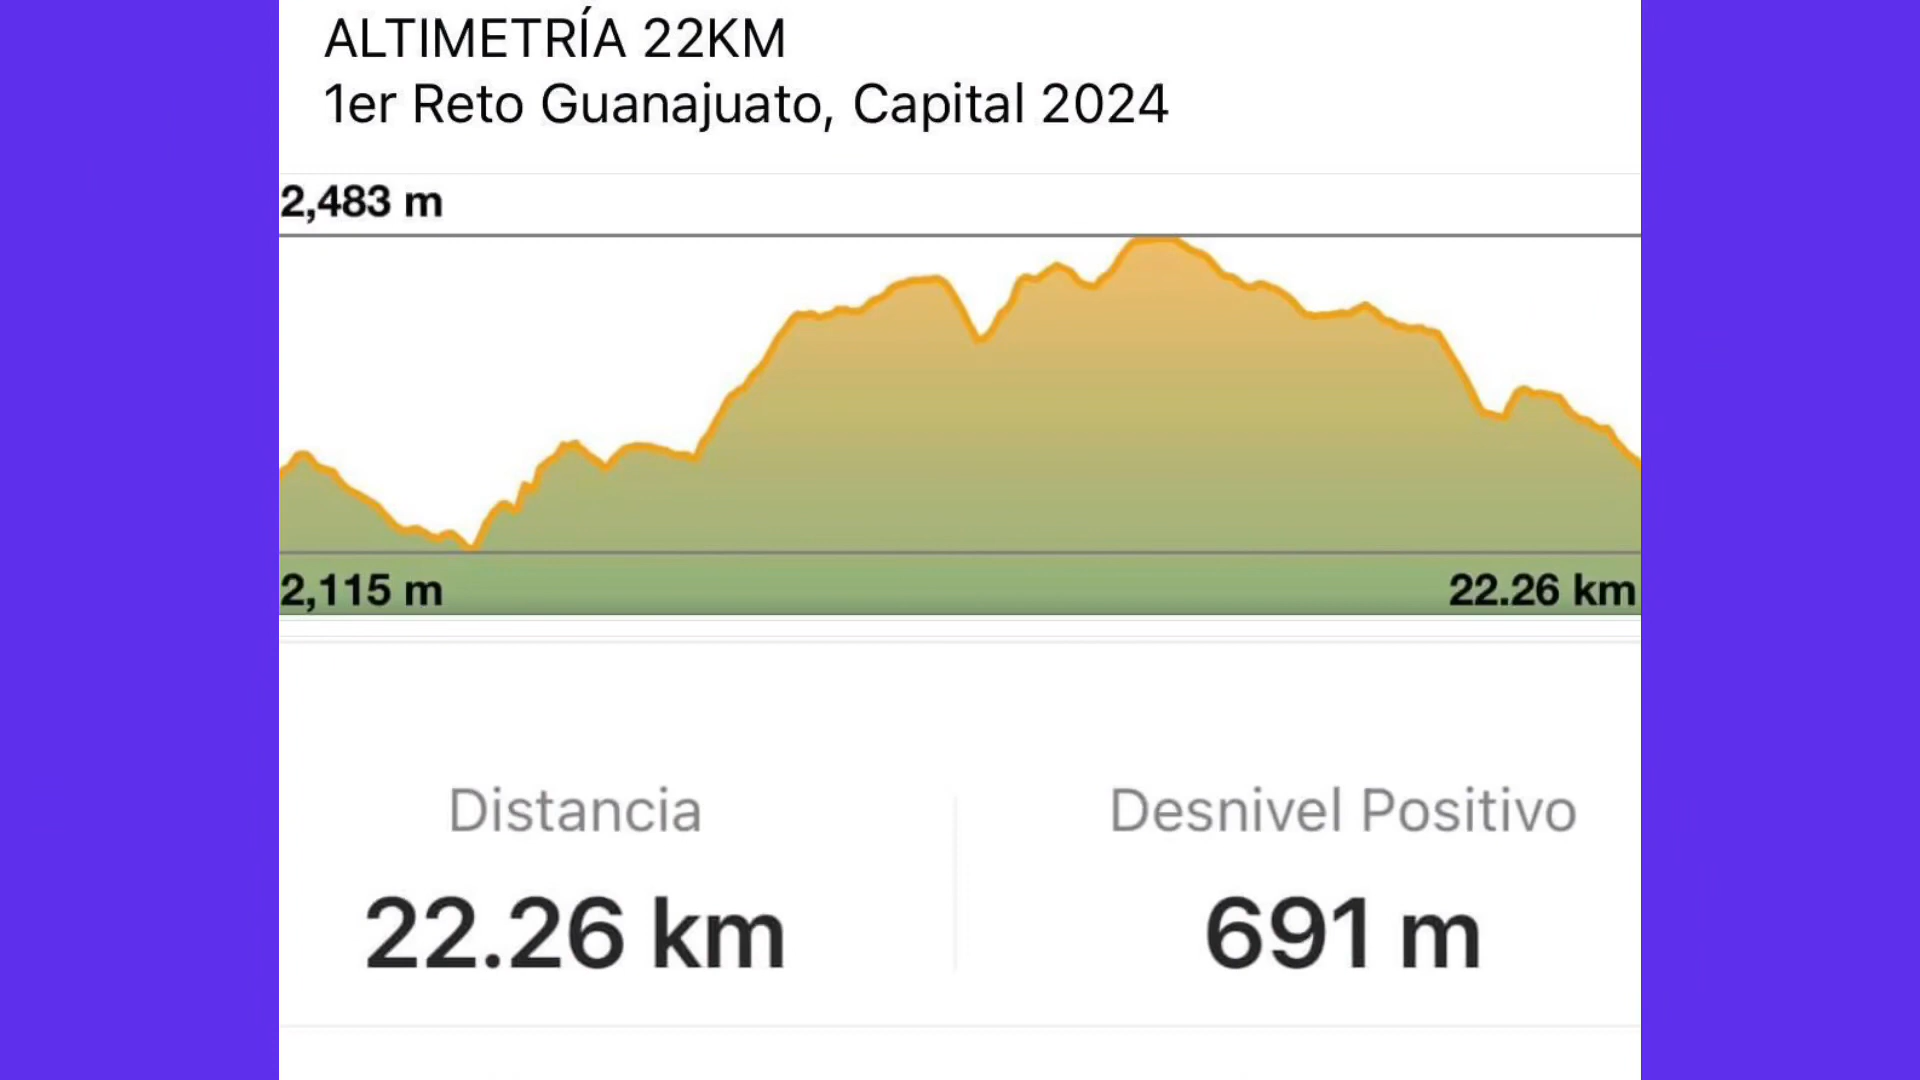 ALTIMETRÍA 22KM
1er Reto Guanajuato, Capital 2024
2,483 m
2,115 m
22.26 km
Distancia
Desnivel Positivo
22.26 km
691 m